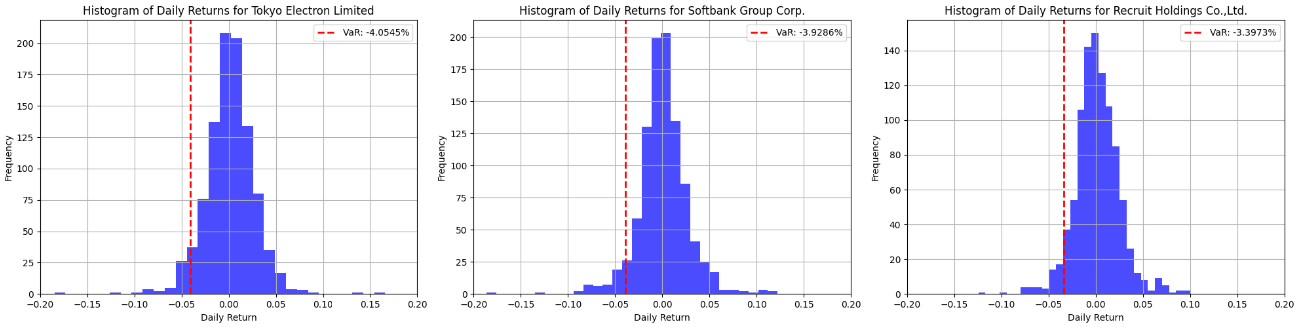 Histogram of Daily Returns for Tokyo Electron Limited
VaR: -4.0545%
200
175
150
125
100
75
50
25
0
Frequency
−0.20 −0.15 −0.10 −0.05 0.00 0.05 0.10 0.15 0.20
Daily Return
Histogram of Daily Returns for Softbank Group Corp.
VaR: -3.9286%
200
175
150
125
100
75
50
25
0
Frequency
−0.20 −0.15 −0.10 −0.05 0.00 0.05 0.10 0.15 0.20
Daily Return
Histogram of Daily Returns for Recruit Holdings Co.,Ltd.
VaR: -3.3973%
140
120
100
80
60
40
20
0
Frequency
−0.20 −0.15 −0.10 −0.05 0.00 0.05 0.10 0.15 0.20
Daily Return